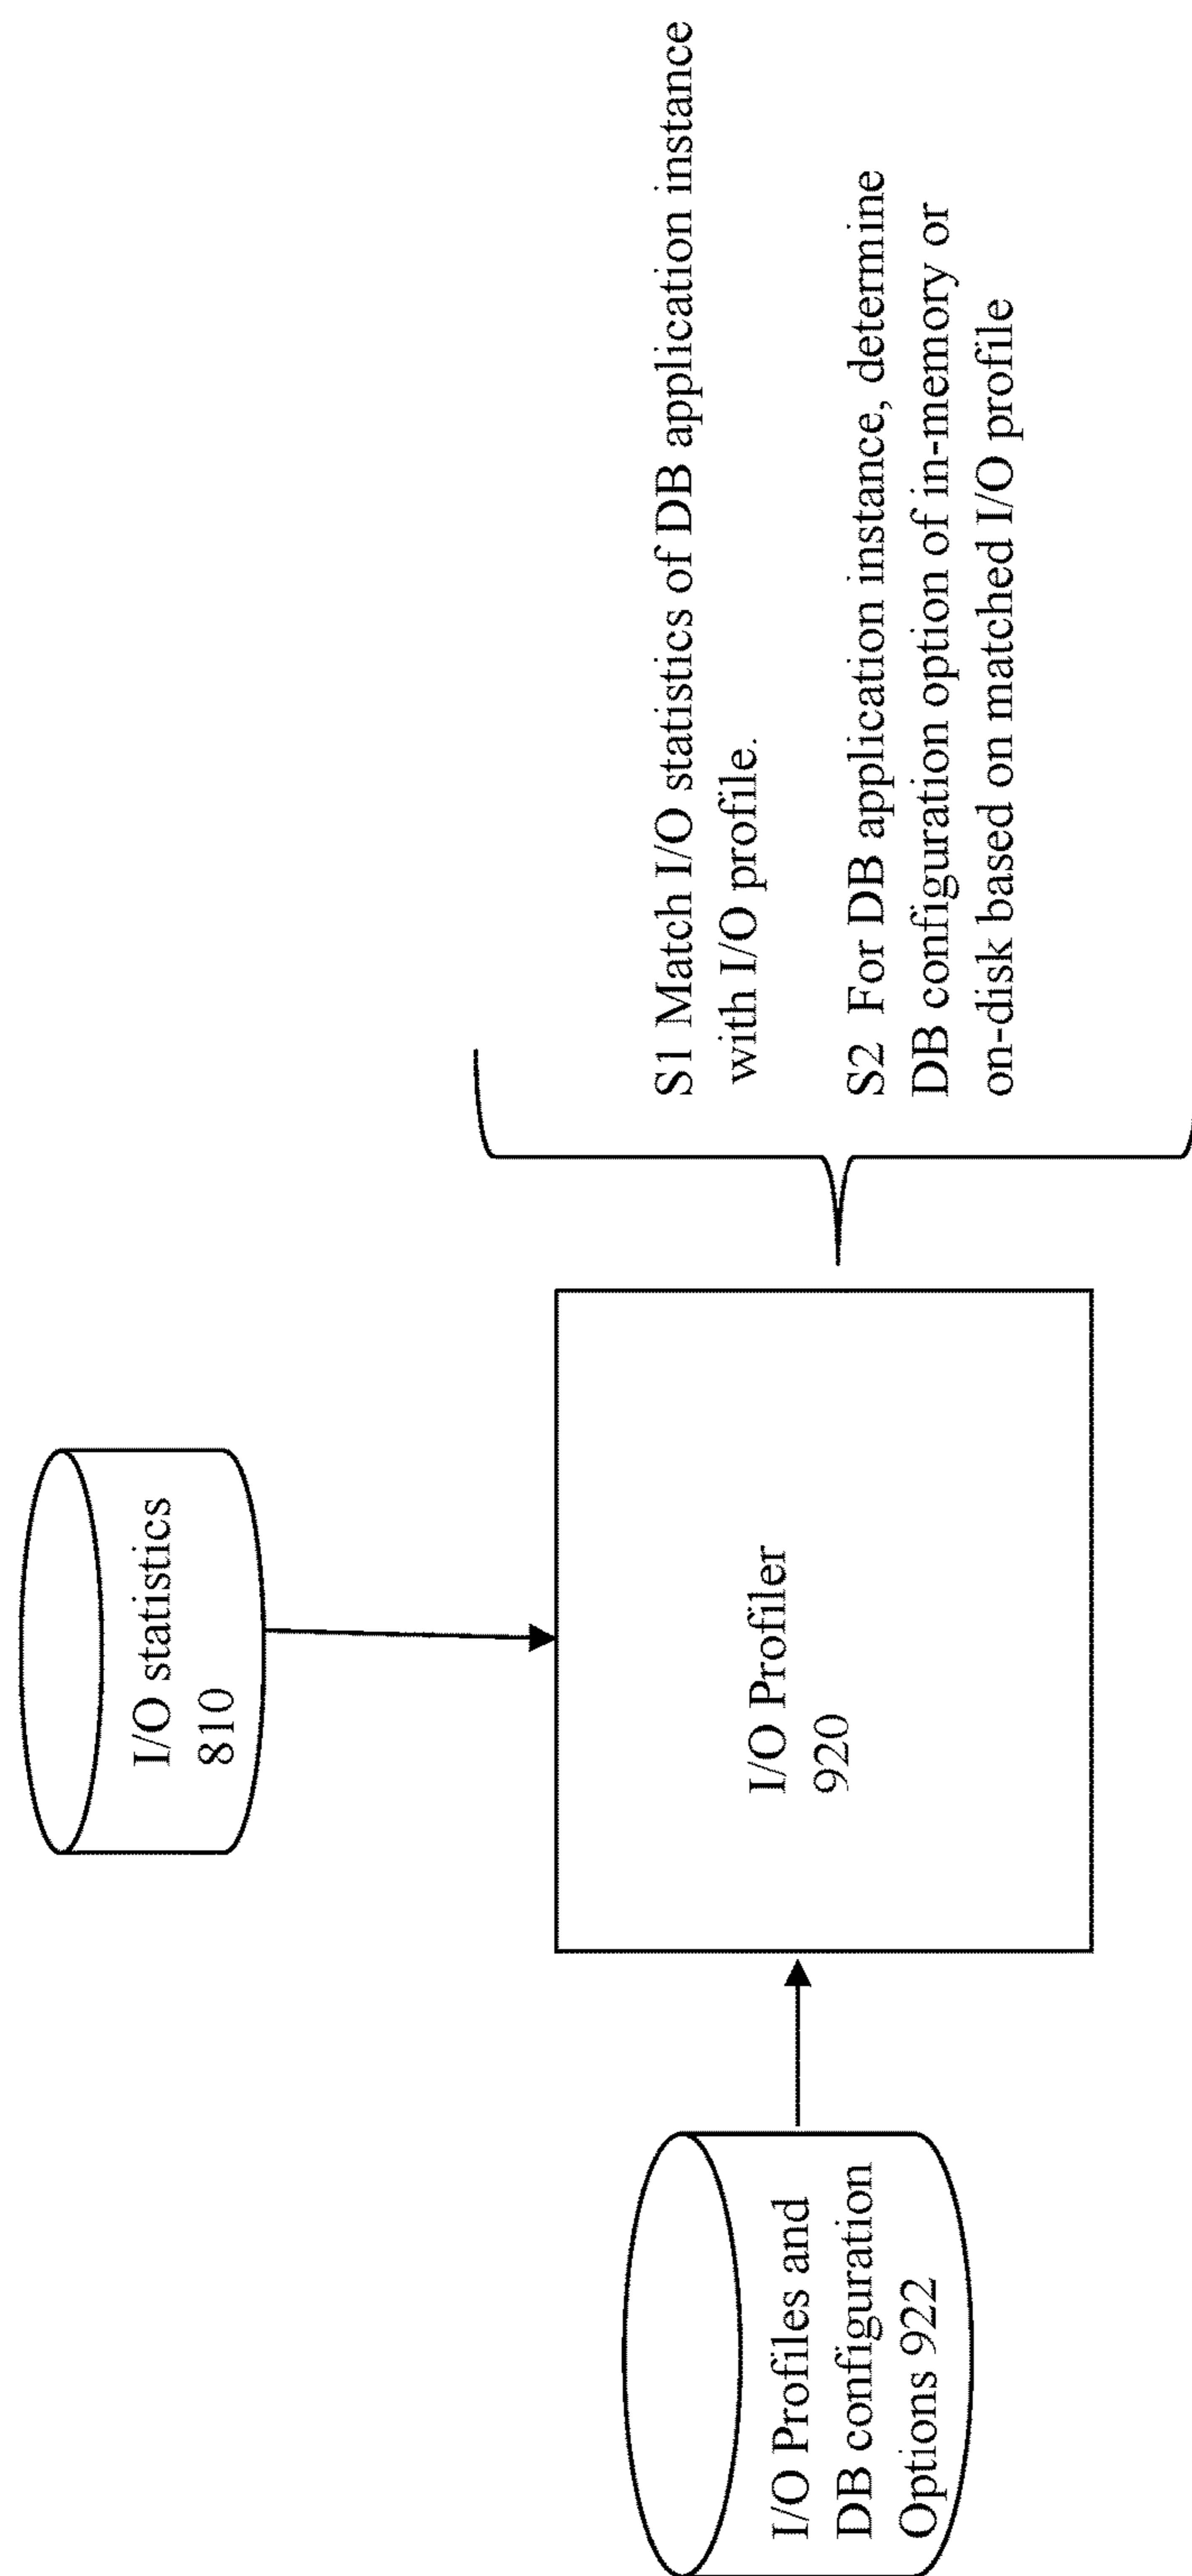 I/O statistics
810
I/O Profiles and
DB configuration
Options 922
I/O Profiler
920
S1 Match I/O statistics of DB application instance
with I/O profile.
S2 For DB application instance, determine
DB configuration option of in-memory or
on-disk based on matched I/O profile